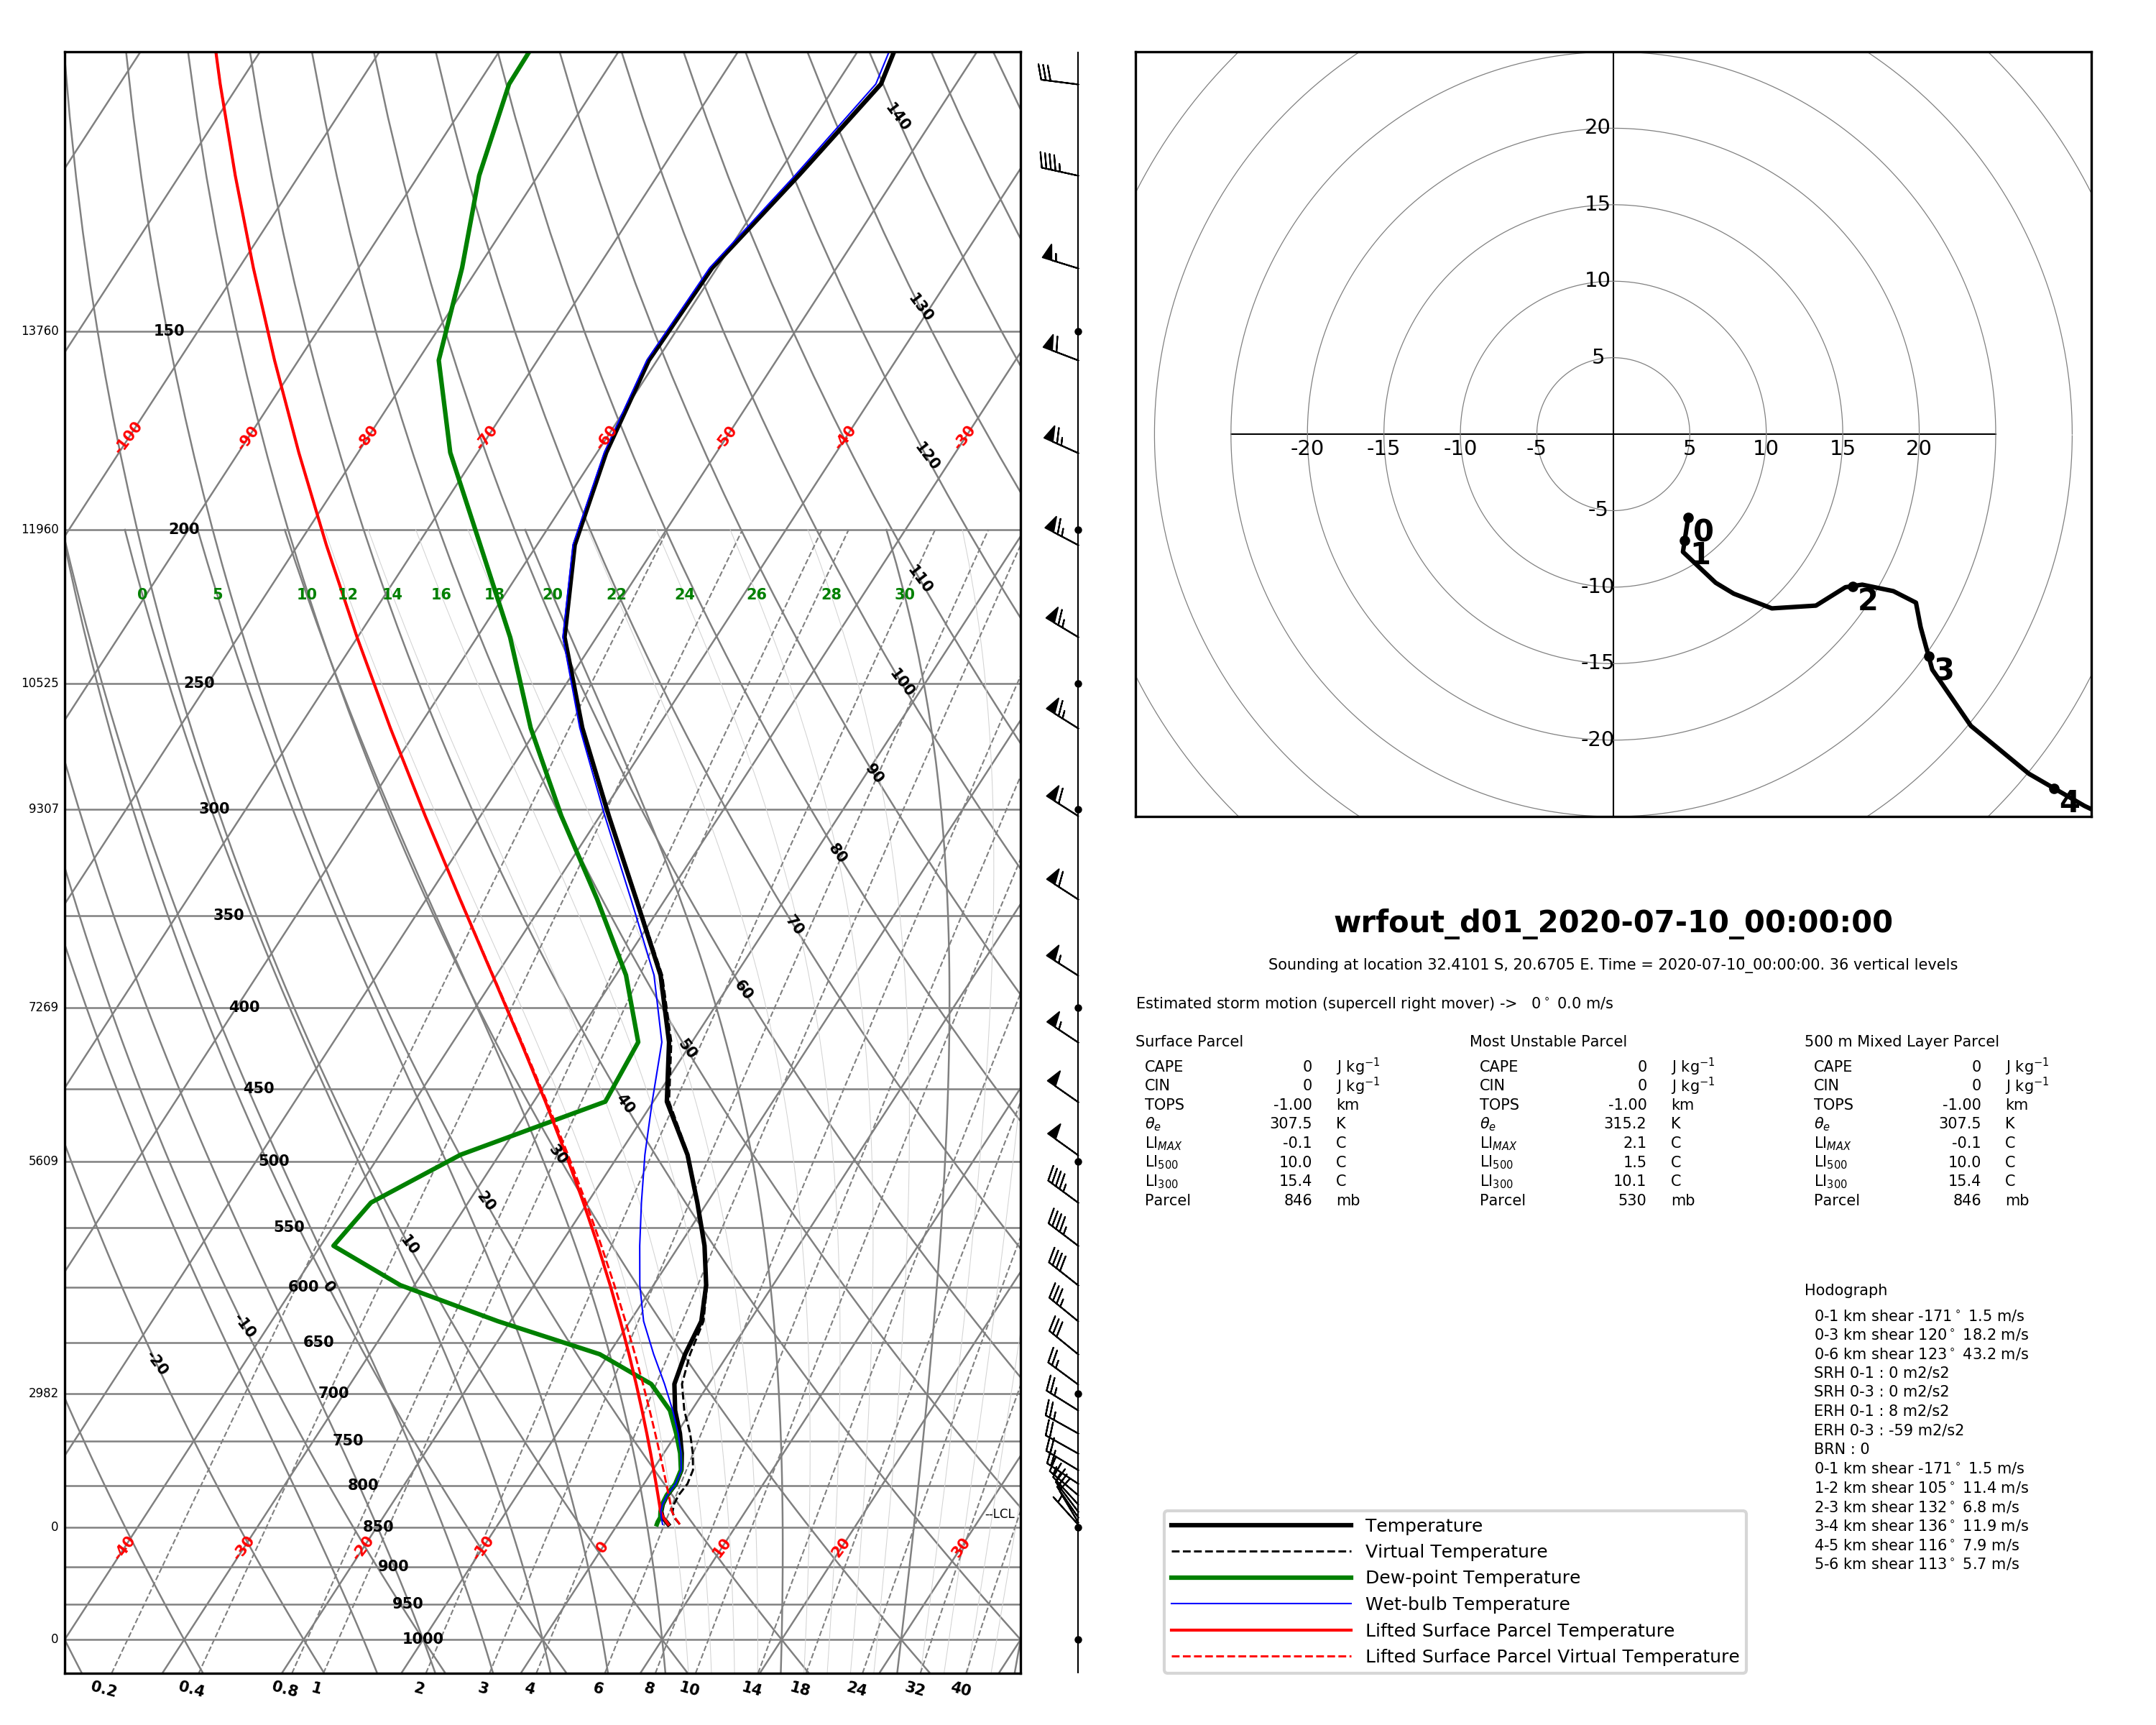 140
130
13760 150
-100 -90 -80 -70 -60 -50 -40 -30
120
11960 200
110
0 5 10 12 14 16 18 20 22 24 26 28 30
10525 250
100
90
9307 300
80
350
70
60
7269 400
50
450
40
5609 500
30
20
550
10
600 0
-10
650
-20
2982 700
750
800
--LCL
0 850
-40 -30 -20 -10 0 10 20 30
900
950
0 1000
0.2 0.4 0.8 1 2 3 4 6 8 10 14 18 24 32 40
20
15
10
5
-20 -15 -10 -5 5 10 15 20
-5
0
1
-10
2
-15
3
-20
4
wrfout_d01_2020-07-10_00:00:00
Sounding at location 32.4101 S, 20.6705 E. Time = 2020-07-10_00:00:00. 36 vertical levels
Estimated storm motion (supercell right mover) -> 0° 0.0 m/s
Surface Parcel
CAPE 0 J kg⁻¹
CIN 0 J kg⁻¹
TOPS -1.00 km
θe 307.5 K
LIMAX -0.1 C
LI500 10.0 C
LI300 15.4 C
Parcel 846 mb
Most Unstable Parcel
CAPE 0 J kg⁻¹
CIN 0 J kg⁻¹
TOPS -1.00 km
θe 315.2 K
LIMAX 2.1 C
LI500 1.5 C
LI300 10.1 C
Parcel 530 mb
500 m Mixed Layer Parcel
CAPE 0 J kg⁻¹
CIN 0 J kg⁻¹
TOPS -1.00 km
θe 307.5 K
LIMAX -0.1 C
LI500 10.0 C
LI300 15.4 C
Parcel 846 mb
Hodograph
0-1 km shear -171° 1.5 m/s
0-3 km shear 120° 18.2 m/s
0-6 km shear 123° 43.2 m/s
SRH 0-1 : 0 m2/s2
SRH 0-3 : 0 m2/s2
ERH 0-1 : 8 m2/s2
ERH 0-3 : -59 m2/s2
BRN : 0
0-1 km shear -171° 1.5 m/s
1-2 km shear 105° 11.4 m/s
2-3 km shear 132° 6.8 m/s
3-4 km shear 136° 11.9 m/s
4-5 km shear 116° 7.9 m/s
5-6 km shear 113° 5.7 m/s
Temperature
Virtual Temperature
Dew-point Temperature
Wet-bulb Temperature
Lifted Surface Parcel Temperature
Lifted Surface Parcel Virtual Temperature